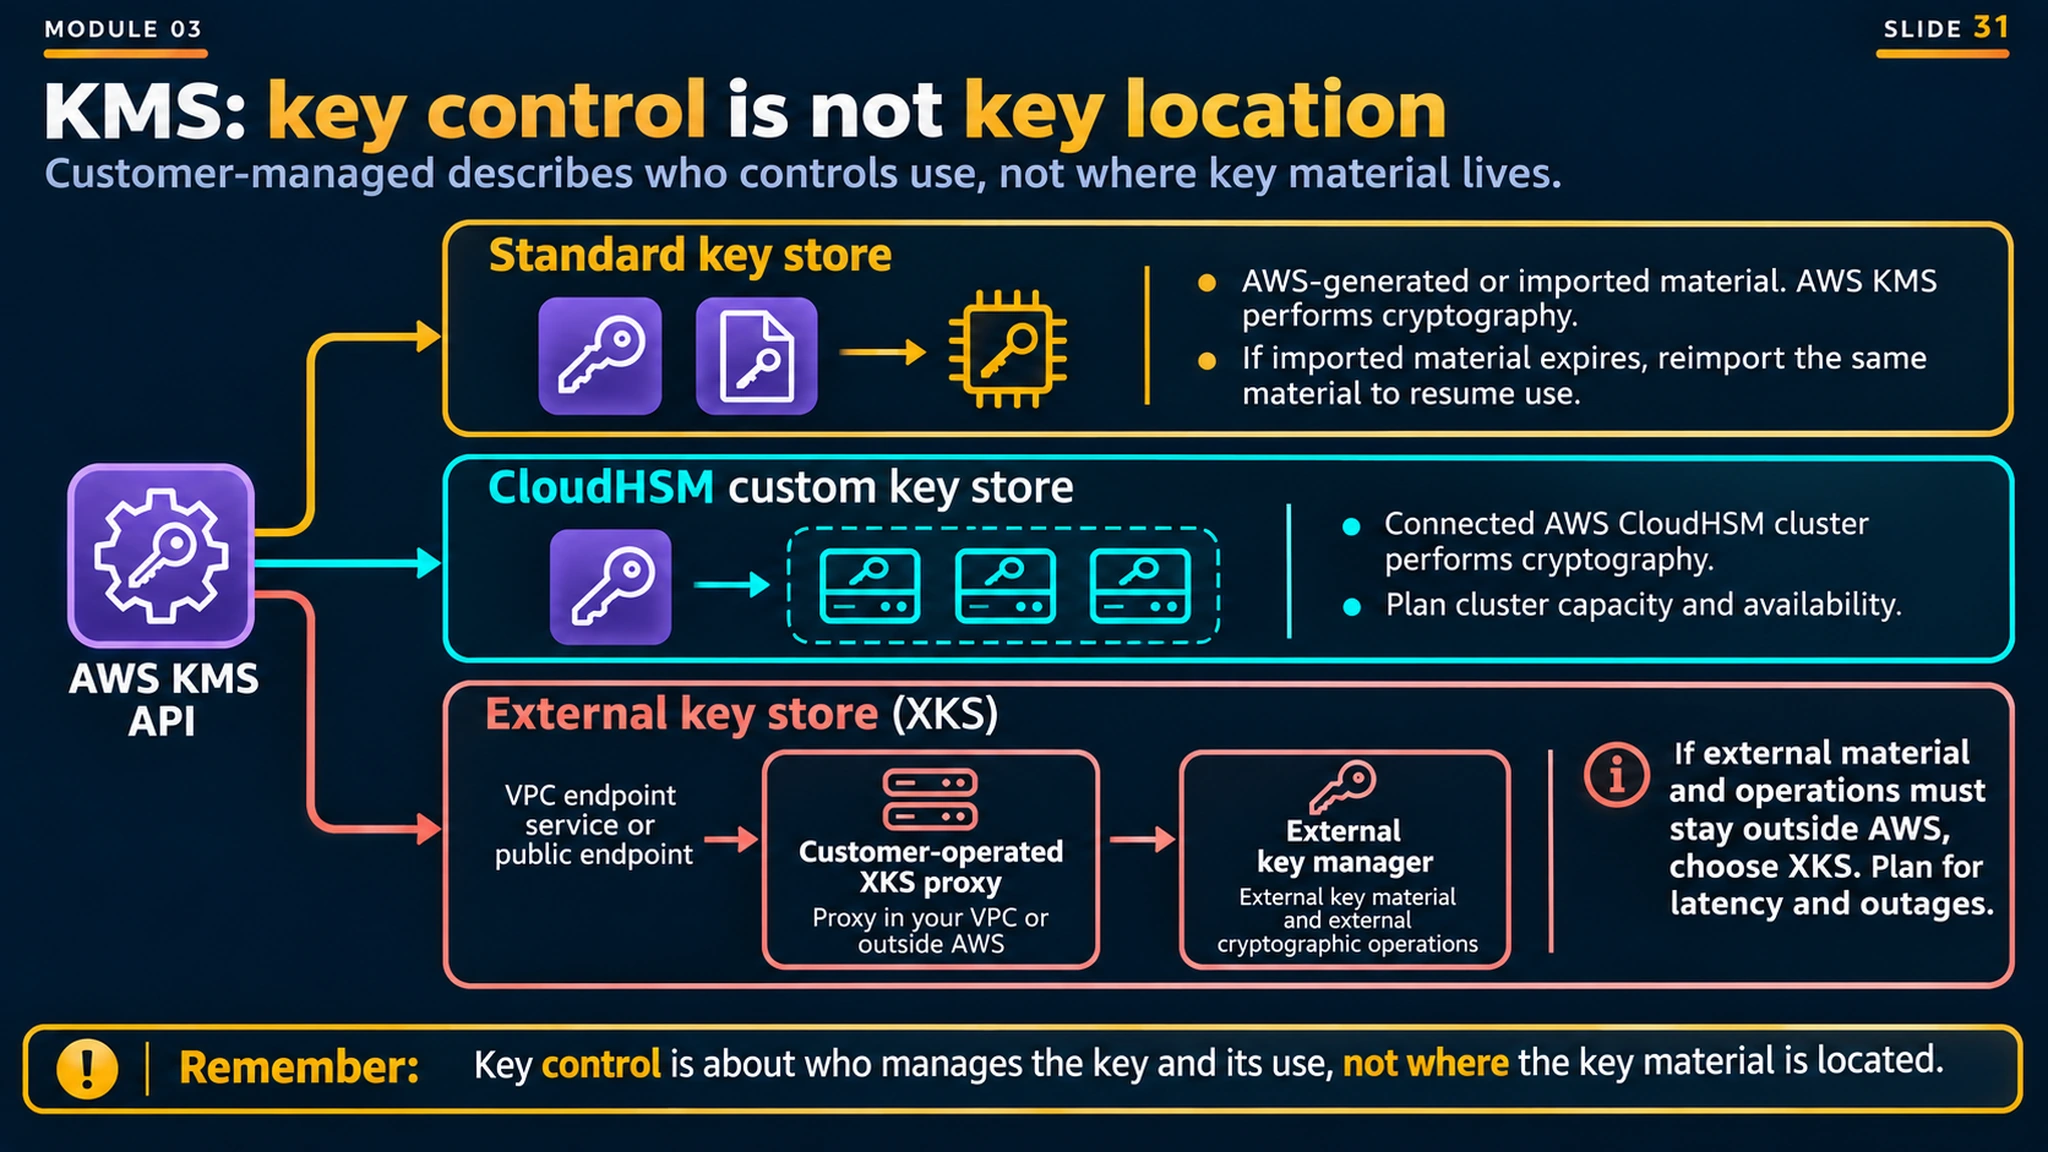 MODULE 03
SLIDE 31
KMS: key control is not key location
Customer-managed describes who controls use, not where key material lives.
AWS KMS
API
Standard key store
AWS-generated or imported material. AWS KMS
performs cryptography.
If imported material expires, reimport the same
material to resume use.
CloudHSM custom key store
Connected AWS CloudHSM cluster
performs cryptography.
Plan cluster capacity and availability.
External key store (XKS)
VPC endpoint
service or
public endpoint
Customer-operated
XKS proxy
Proxy in your VPC or
outside AWS
External
key manager
External key material
and external
cryptographic operations
If external material
and operations must
stay outside AWS,
choose XKS. Plan for
latency and outages.
Remember: Key control is about who manages the key and its use, not where the key material is located.